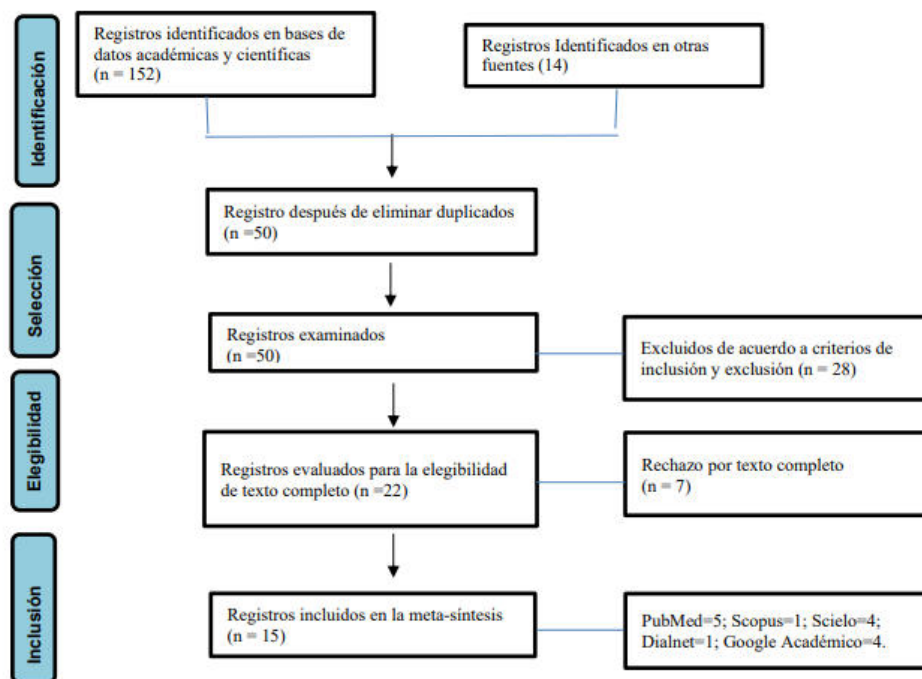 Identificación
Registros identificados en bases de
datos académicas y científicas
(n = 152)
Registros Identificados en otras
fuentes (14)
Selección
Registro después de eliminar duplicados
(n =50)
Registros examinados
(n =50)
Excluidos de acuerdo a criterios de
inclusión y exclusión (n = 28)
Elegibilidad
Registros evaluados para la elegibilidad
de texto completo (n =22)
Rechazo por texto completo
(n = 7)
Inclusión
Registros incluidos en la meta-síntesis
(n = 15)
PubMed=5; Scopus=1; Scielo=4;
Dialnet=1; Google Académico=4.